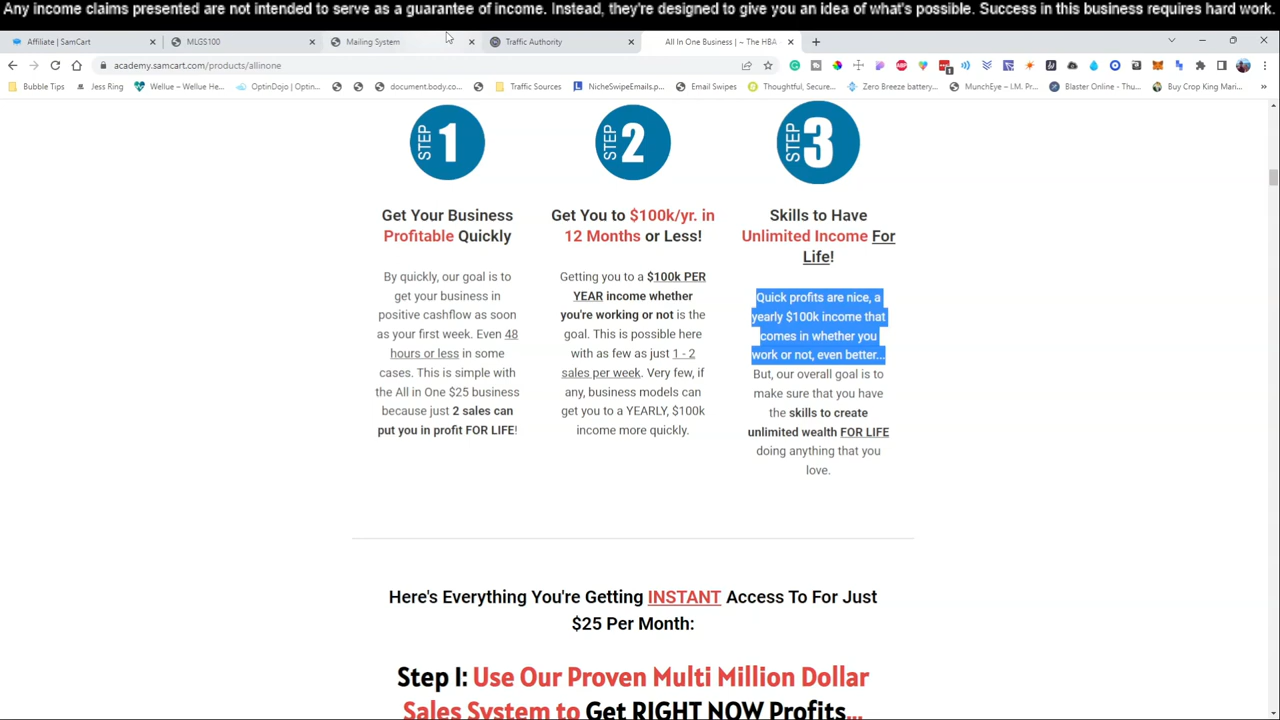 Any income claims presented are not intended to serve as a guarantee of income. Instead, they're designed to give you an idea of what's possible. Success in this business requires hard work.
Affiliate | SamCart
MLGS100
Mailing System
Traffic Authority
All In One Business | ~ The HBA
academy.samcart.com/products/allinone
Bubble Tips
Jess Ring
Wellue – Wellue He...
OptinDojo | Optin...
document.body.co...
Traffic Sources
NicheSwipeEmails.p...
Email Swipes
Thoughtful, Secure...
Zero Breeze battery...
MunchEye – I.M. Pr...
Blaster Online - Thu...
Buy Crop King Mari...
STEP 1
STEP 2
STEP 3
Get Your Business
Profitable Quickly
By quickly, our goal is to
get your business in
positive cashflow as soon
as your first week. Even 48
hours or less in some
cases. This is simple with
the All in One $25 business
because just 2 sales can
put you in profit FOR LIFE!
Get You to $100k/yr. in
12 Months or Less!
Getting you to a $100k PER
YEAR income whether
you're working or not is the
goal. This is possible here
with as few as just 1 - 2
sales per week. Very few, if
any, business models can
get you to a YEARLY, $100k
income more quickly.
Skills to Have
Unlimited Income For
Life!
Quick profits are nice, a
yearly $100k income that
comes in whether you
work or not, even better...
But, our overall goal is to
make sure that you have
the skills to create
unlimited wealth FOR LIFE
doing anything that you
love.
Here's Everything You're Getting INSTANT Access To For Just
$25 Per Month:
Step I: Use Our Proven Multi Million Dollar
Sales System to Get RIGHT NOW Profits...